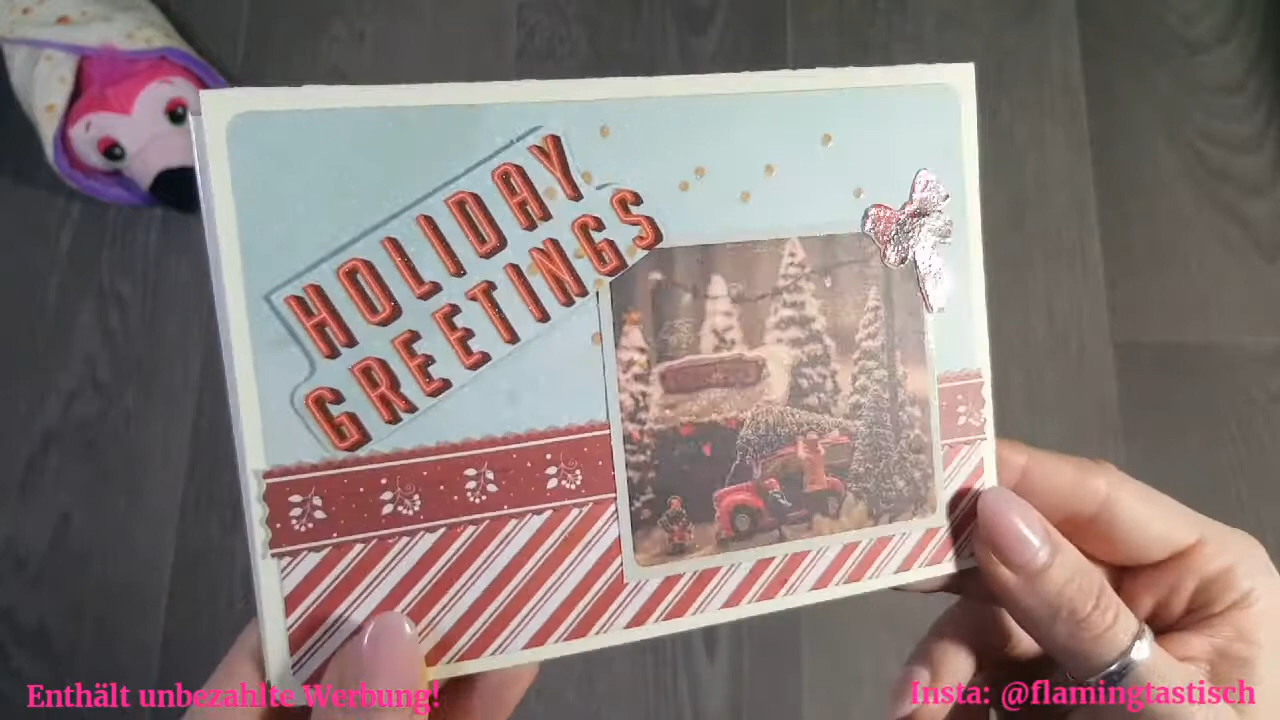 HOLIDAY
GREETINGS
Enthält unbezahlte Werbung!
Insta: @flamingtastisch